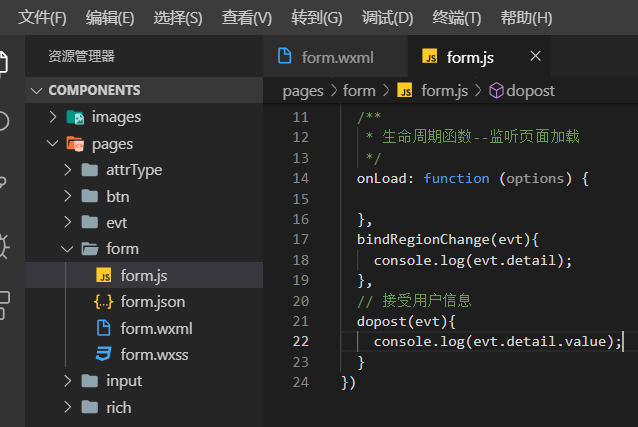 文件(F) 编辑(E) 选择(S) 查看(V) 转到(G) 调试(D) 终端(T) 帮助(H)
资源管理器
COMPONENTS
images
pages
attrType
btn
evt
form
JS form.js
{..} form.json
form.wxml
form.wxss
input
rich
form.wxml JS form.js ×
pages > form > JS form.js > dopost
11 /**
12 * 生命周期函数--监听页面加载
13 */
14 onLoad: function (options) {
15
16 },
17 bindRegionChange(evt){
18 console.log(evt.detail);
19 },
20 // 接受用户信息
21 dopost(evt){
22 console.log(evt.detail.value);
23 }
24 })